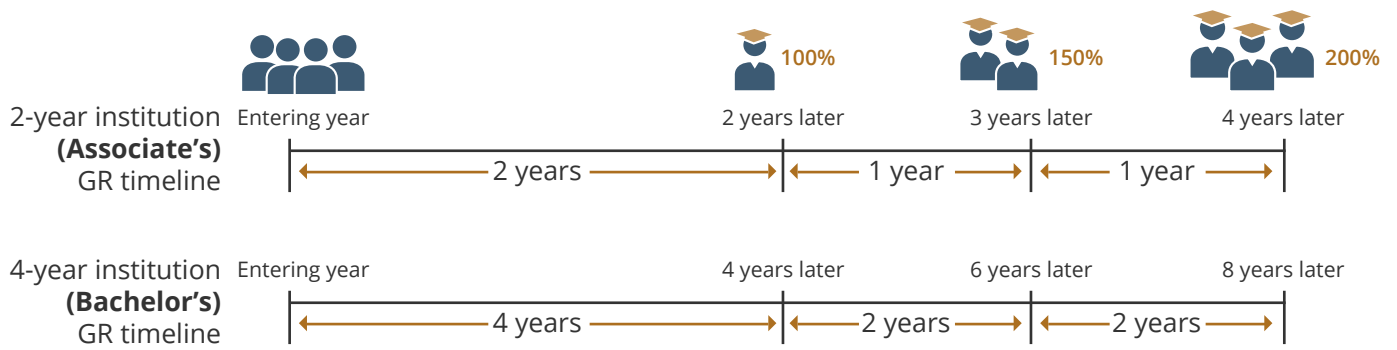 100%
150%
200%
2-year institution
(Associate's)
GR timeline
Entering year
2 years later
3 years later
4 years later
2 years
1 year
1 year
4-year institution
(Bachelor's)
GR timeline
Entering year
4 years later
6 years later
8 years later
4 years
2 years
2 years